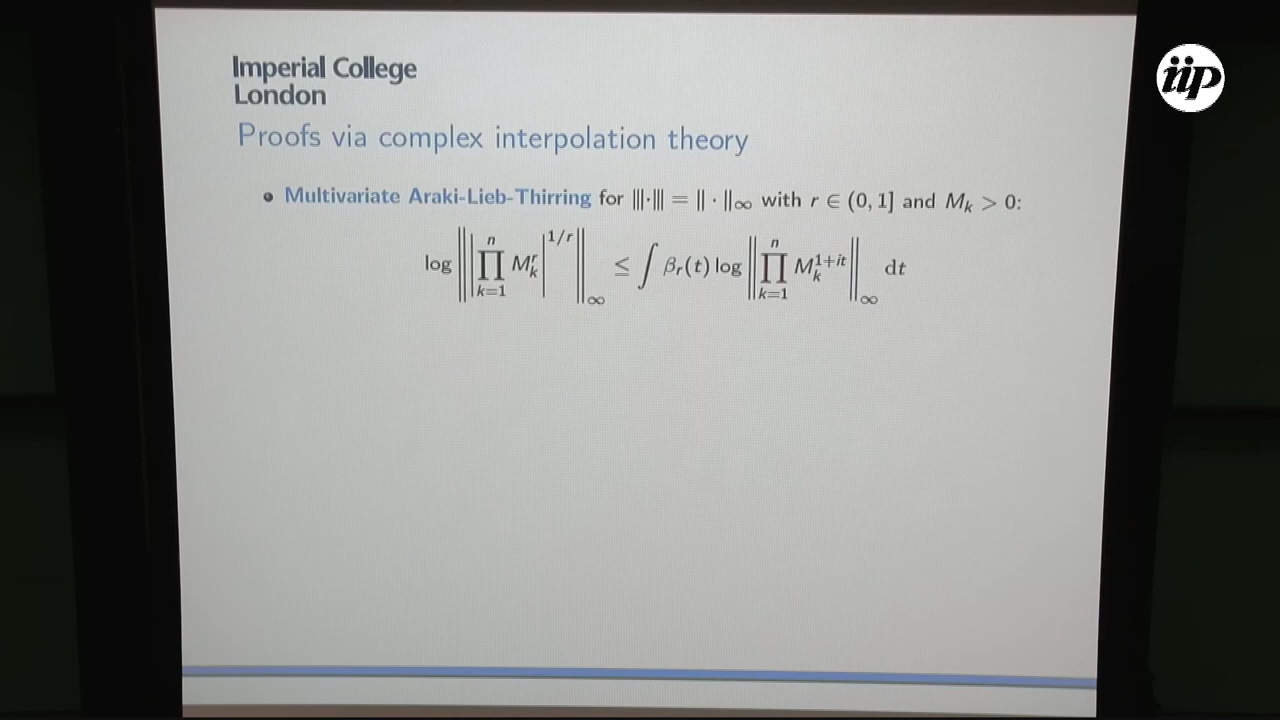 iip
Imperial College
London
Proofs via complex interpolation theory
• Multivariate Araki-Lieb-Thirring for |||·||| = ‖ · ‖∞ with r ∈ (0, 1] and M_k > 0:
log ‖ | ∏_{k=1}^{n} M_k^r |^{1/r} ‖_∞ ≤ ∫ β_r(t) log ‖ ∏_{k=1}^{n} M_k^{1+it} ‖_∞ dt